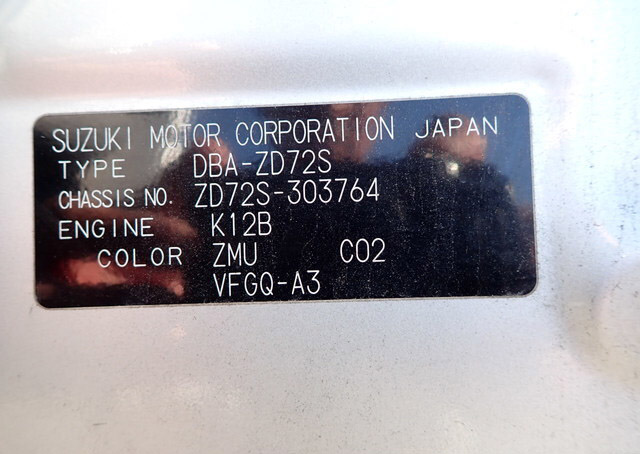 SUZUKI MOTOR CORPORATION JAPAN
TYPE DBA-ZD72S
CHASSIS NO. ZD72S-303764
ENGINE K12B
COLOR ZMU C02
VFGQ-A3